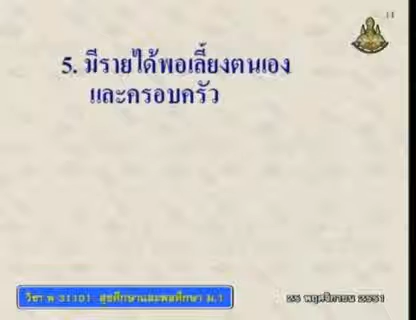 11
5. มีรายได้พอเลี้ยงตนเอง
และครอบครัว
วิชา พ 31101 สุขศึกษาและพลศึกษา ม.1
26 พฤศจิกายน 2551